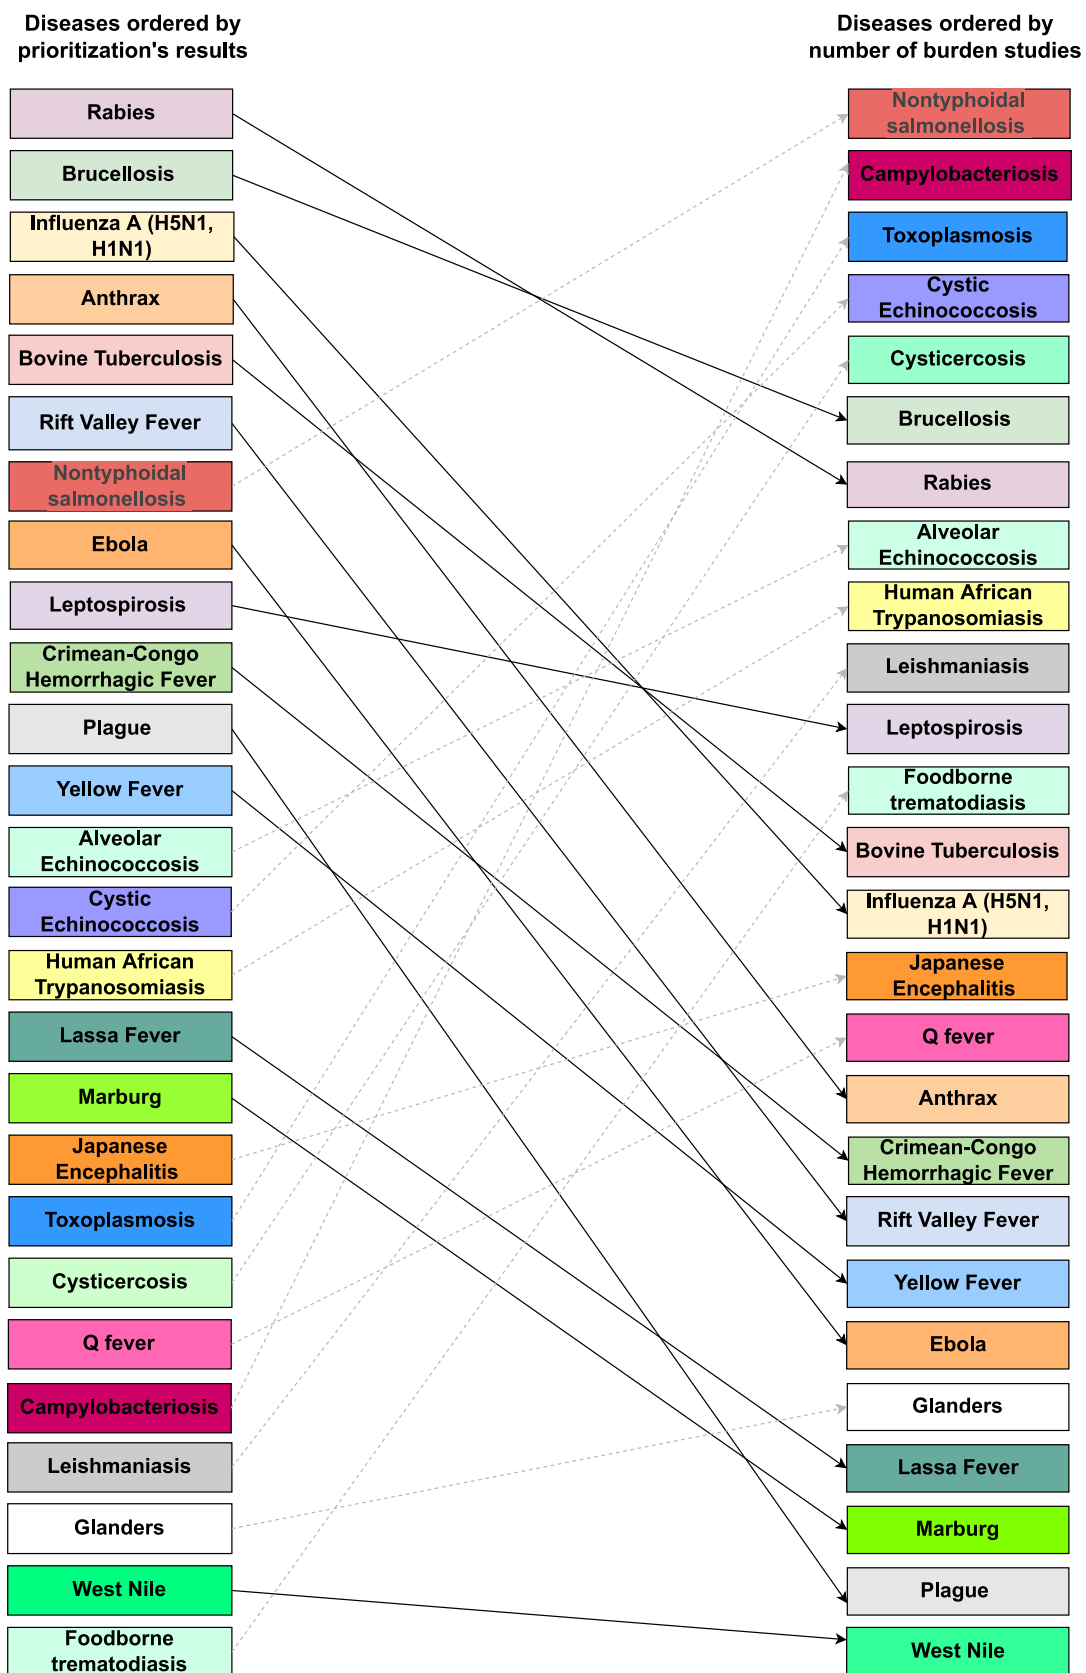 Diseases ordered by
prioritization's results
Rabies
Brucellosis
Influenza A (H5N1,
H1N1)
Anthrax
Bovine Tuberculosis
Rift Valley Fever
Nontyphoidal
salmonellosis
Ebola
Leptospirosis
Crimean-Congo
Hemorrhagic Fever
Plague
Yellow Fever
Alveolar
Echinococcosis
Cystic
Echinococcosis
Human African
Trypanosomiasis
Lassa Fever
Marburg
Japanese
Encephalitis
Toxoplasmosis
Cysticercosis
Q fever
Campylobacteriosis
Leishmaniasis
Glanders
West Nile
Foodborne
trematodiasis
Diseases ordered by
number of burden studies
Nontyphoidal
salmonellosis
Campylobacteriosis
Toxoplasmosis
Cystic
Echinococcosis
Cysticercosis
Brucellosis
Rabies
Alveolar
Echinococcosis
Human African
Trypanosomiasis
Leishmaniasis
Leptospirosis
Foodborne
trematodiasis
Bovine Tuberculosis
Influenza A (H5N1,
H1N1)
Japanese
Encephalitis
Q fever
Anthrax
Crimean-Congo
Hemorrhagic Fever
Rift Valley Fever
Yellow Fever
Ebola
Glanders
Lassa Fever
Marburg
Plague
West Nile